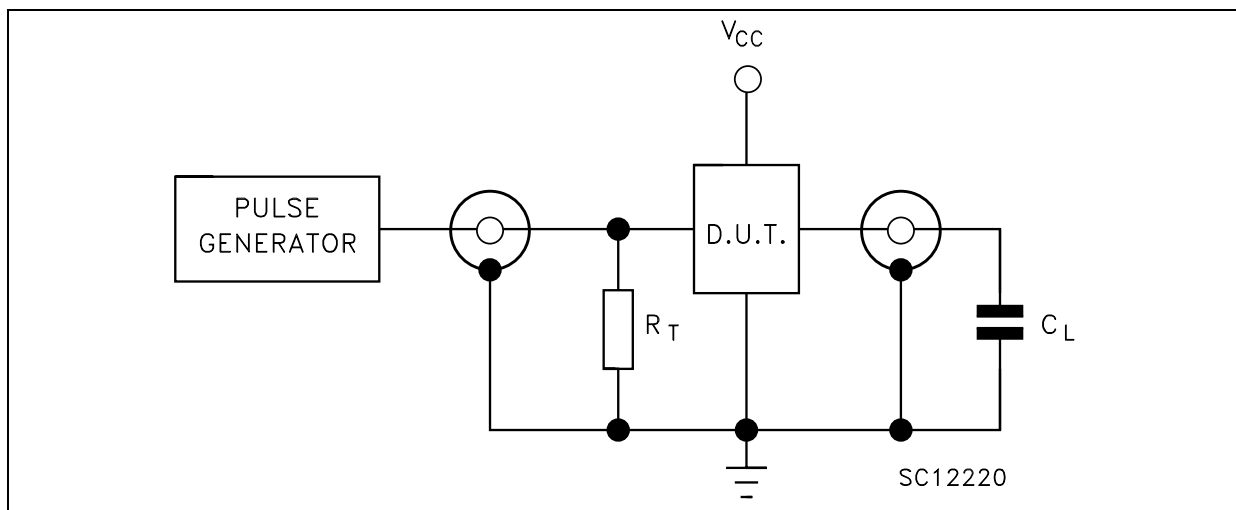 VCC
PULSE
GENERATOR
D.U.T.
RT
CL
SC12220